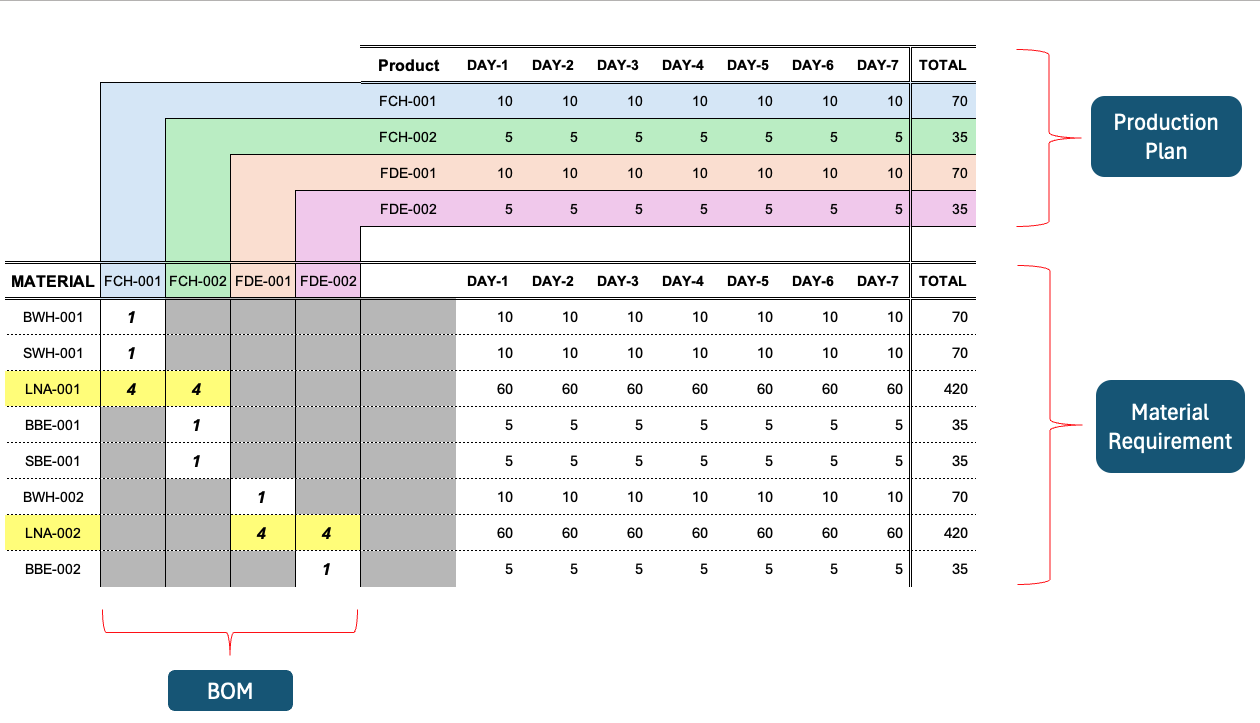 Product DAY-1 DAY-2 DAY-3 DAY-4 DAY-5 DAY-6 DAY-7 TOTAL
FCH-001 10 10 10 10 10 10 10 70
FCH-002 5 5 5 5 5 5 5 35
FDE-001 10 10 10 10 10 10 10 70
FDE-002 5 5 5 5 5 5 5 35
Production
Plan
MATERIAL FCH-001 FCH-002 FDE-001 FDE-002 DAY-1 DAY-2 DAY-3 DAY-4 DAY-5 DAY-6 DAY-7 TOTAL
BWH-001 1 10 10 10 10 10 10 10 70
SWH-001 1 10 10 10 10 10 10 10 70
LNA-001 4 4 60 60 60 60 60 60 60 420
BBE-001 1 5 5 5 5 5 5 5 35
SBE-001 1 5 5 5 5 5 5 5 35
BWH-002 1 10 10 10 10 10 10 10 70
LNA-002 4 4 60 60 60 60 60 60 60 420
BBE-002 1 5 5 5 5 5 5 5 35
Material
Requirement
BOM